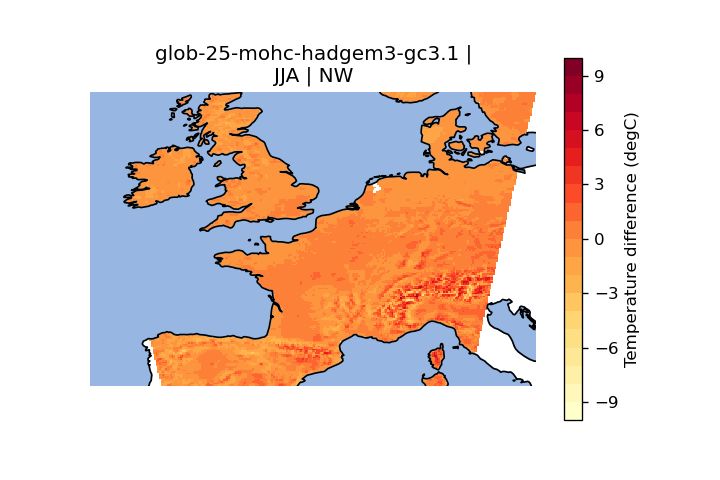 glob-25-mohc-hadgem3-gc3.1 |
JJA | NW
9
6
3
0
−3
−6
−9
Temperature difference (degC)